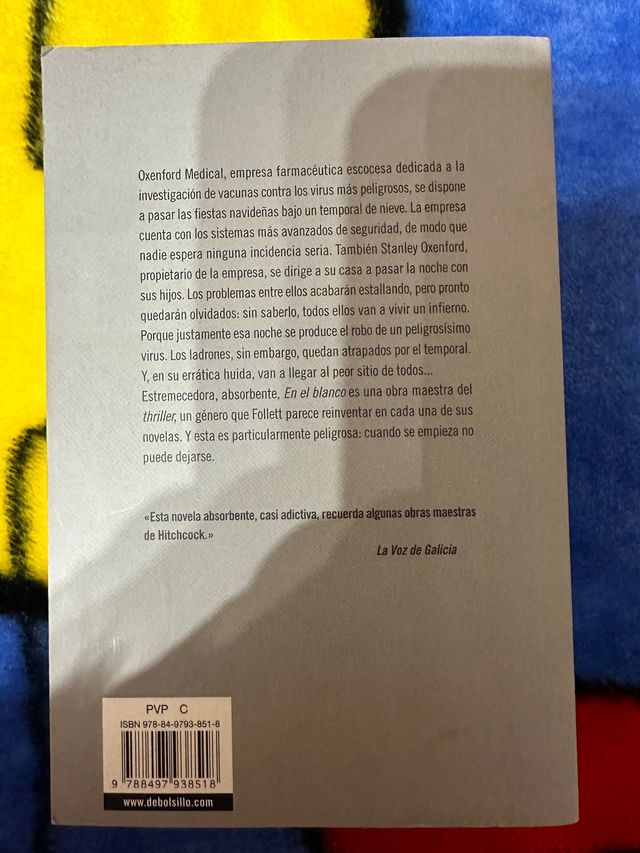 Oxenford Medical, empresa farmacéutica escocesa dedicada a la
investigación de vacunas contra los virus más peligrosos, se dispone
a pasar las fiestas navideñas bajo un temporal de nieve. La empresa
cuenta con los sistemas más avanzados de seguridad, de modo que
nadie espera ninguna incidencia seria. También Stanley Oxenford,
propietario de la empresa, se dirige a su casa a pasar la noche con
sus hijos. Los problemas entre ellos acabarán estallando, pero pronto
quedarán olvidados: sin saberlo, todos ellos van a vivir un infierno.
Porque justamente esa noche se produce el robo de un peligrosísimo
virus. Los ladrones, sin embargo, quedan atrapados por el temporal.
Y, en su errática huida, van a llegar al peor sitio de todos...
Estremecedora, absorbente, En el blanco es una obra maestra del
thriller, un género que Follett parece reinventar en cada una de sus
novelas. Y esta es particularmente peligrosa: cuando se empieza no
puede dejarse.
«Esta novela absorbente, casi adictiva, recuerda algunas obras maestras
de Hitchcock.»
La Voz de Galicia
PVP C
ISBN 978-84-9793-851-8
9 788497 938518
www.debolsillo.com